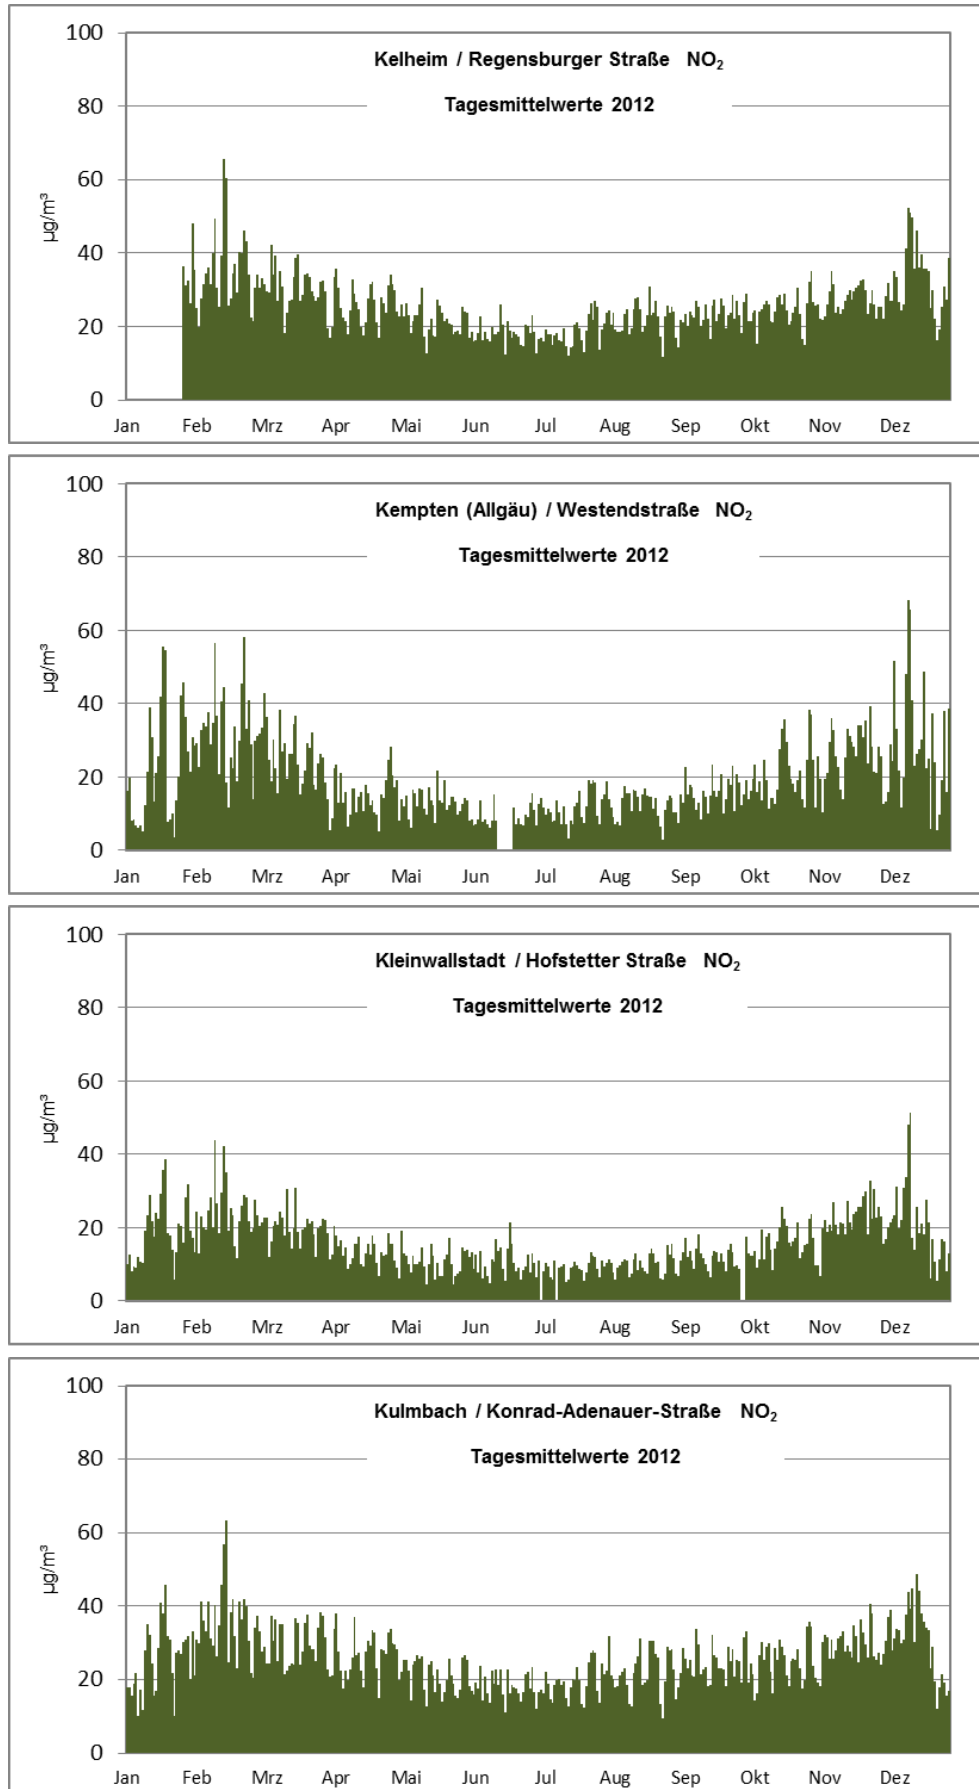 Kelheim / Regensburger Straße NO₂
Tagesmittelwerte 2012
µg/m³
100
80
60
40
20
0
Jan Feb Mrz Apr Mai Jun Jul Aug Sep Okt Nov Dez
Kempten (Allgäu) / Westendstraße NO₂
Tagesmittelwerte 2012
µg/m³
100
80
60
40
20
0
Jan Feb Mrz Apr Mai Jun Jul Aug Sep Okt Nov Dez
Kleinwallstadt / Hofstetter Straße NO₂
Tagesmittelwerte 2012
µg/m³
100
80
60
40
20
0
Jan Feb Mrz Apr Mai Jun Jul Aug Sep Okt Nov Dez
Kulmbach / Konrad-Adenauer-Straße NO₂
Tagesmittelwerte 2012
µg/m³
100
80
60
40
20
0
Jan Feb Mrz Apr Mai Jun Jul Aug Sep Okt Nov Dez